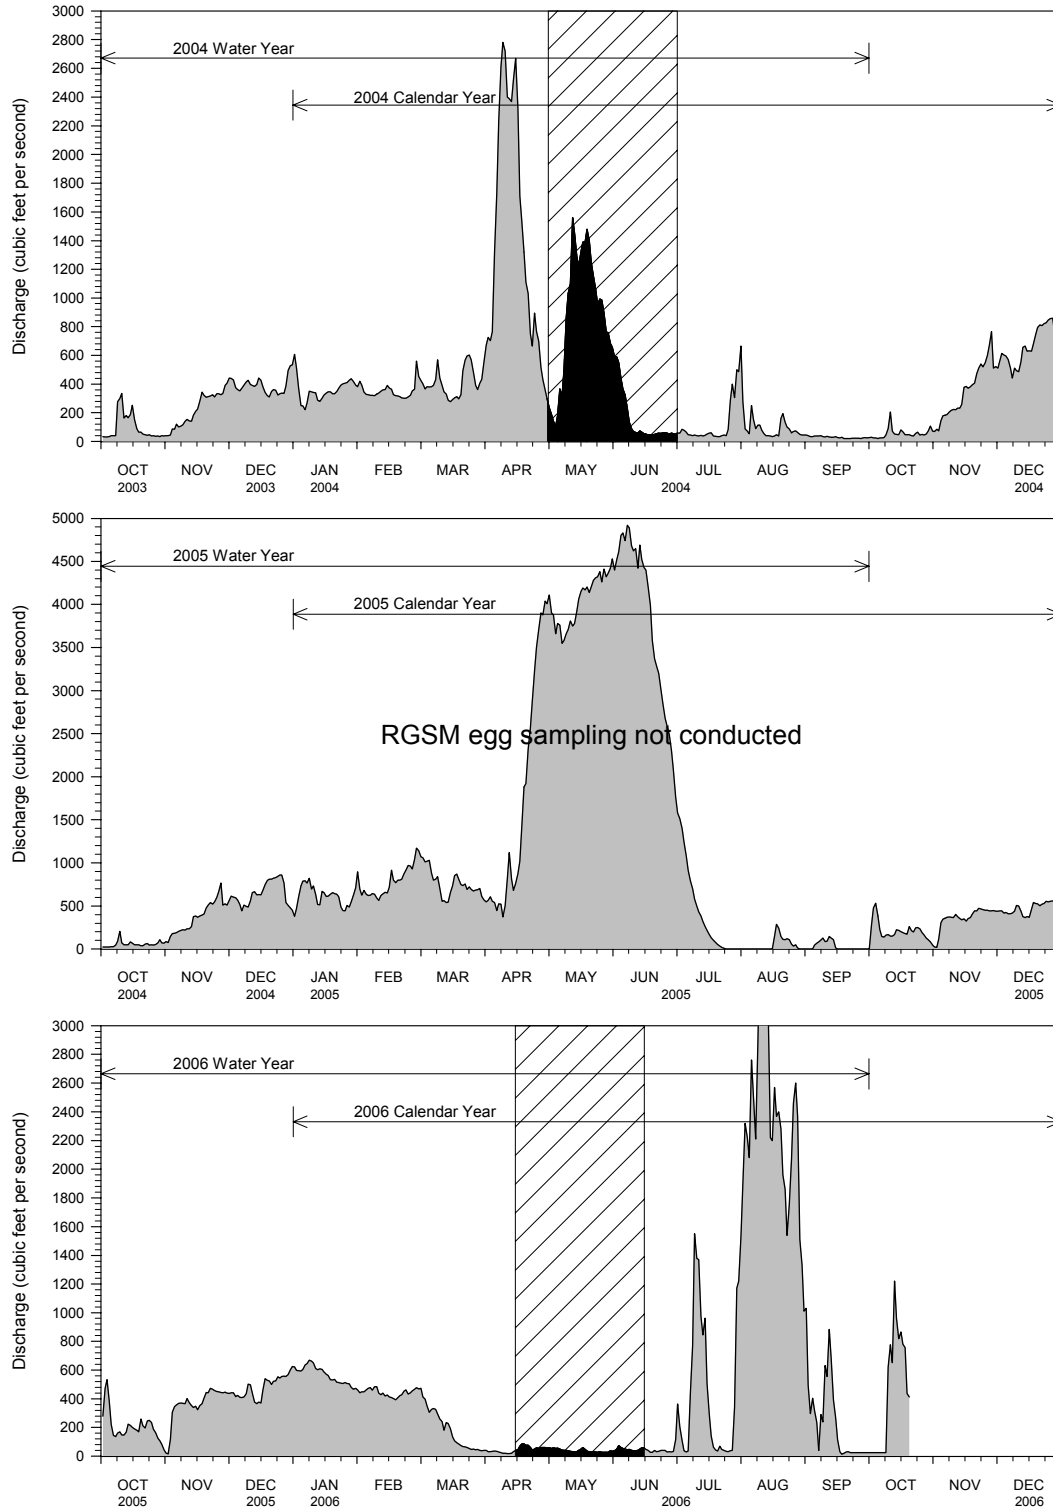 3000
2800
2600
2400
2200
2000
1800
1600
1400
1200
1000
800
600
400
200
0
Discharge (cubic feet per second)
2004 Water Year
2004 Calendar Year
OCT NOV DEC JAN FEB MAR APR MAY JUN JUL AUG SEP OCT NOV DEC
2003 2003 2004 2004 2004
5000
4500
4000
3500
3000
2500
2000
1500
1000
500
0
Discharge (cubic feet per second)
2005 Water Year
2005 Calendar Year
RGSM egg sampling not conducted
OCT NOV DEC JAN FEB MAR APR MAY JUN JUL AUG SEP OCT NOV DEC
2004 2004 2005 2005 2005
3000
2800
2600
2400
2200
2000
1800
1600
1400
1200
1000
800
600
400
200
0
Discharge (cubic feet per second)
2006 Water Year
2006 Calendar Year
OCT NOV DEC JAN FEB MAR APR MAY JUN JUL AUG SEP OCT NOV DEC
2005 2005 2006 2006 2006